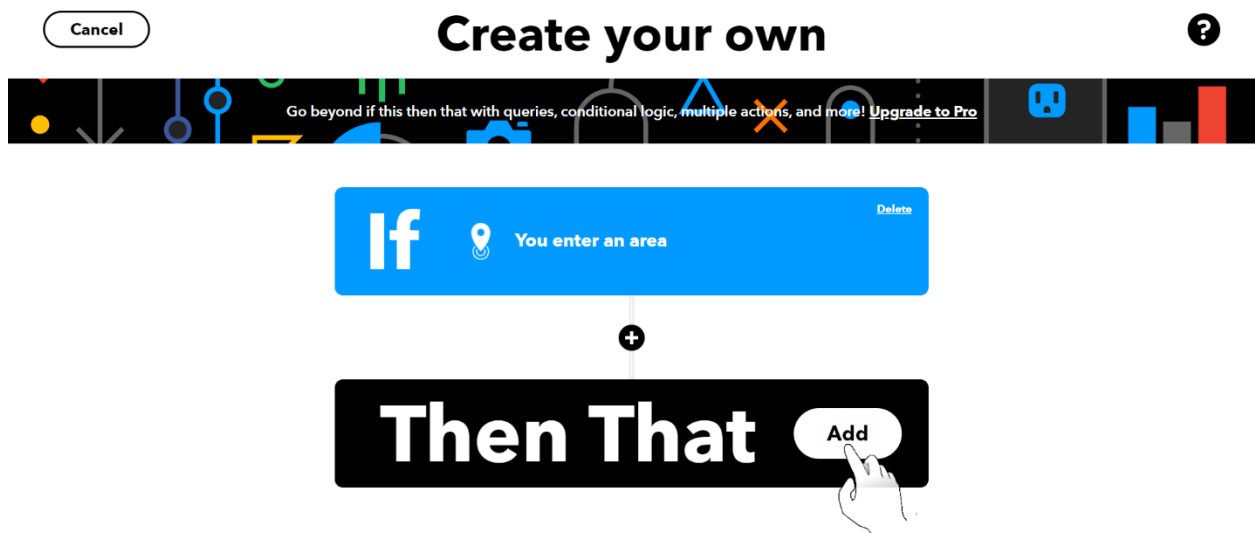 Cancel
Create your own
?
Go beyond if this then that with queries, conditional logic, multiple actions, and more! Upgrade to Pro
If
You enter an area
Delete
Then That
Add